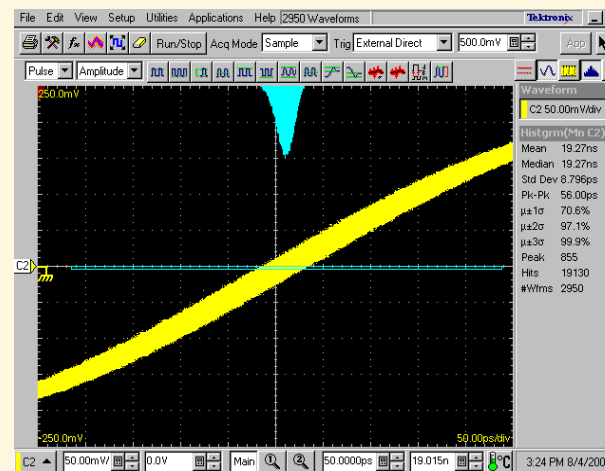 File Edit View Setup Utilities Applications Help 2950 Waveforms Tektronix
Run/Stop Acq Mode Sample Trig External Direct 500.0mV App
Pulse Amplitude
250.0mV
Waveform
C2 50.00mV/div
Histgrm(Mn C2)
Mean 19.27ns
Median 19.27ns
Std Dev 8.796ps
Pk-Pk 56.00ps
µ±1σ 70.6%
µ±2σ 97.1%
µ±3σ 99.9%
Peak 855
Hits 19130
#Wfms 2950
C2
-250.0mV 50.00ps/div
C2 50.00mV/ 0.0V Main 1 2 50.0000ps 19.015n °C 3:24 PM 8/4/200